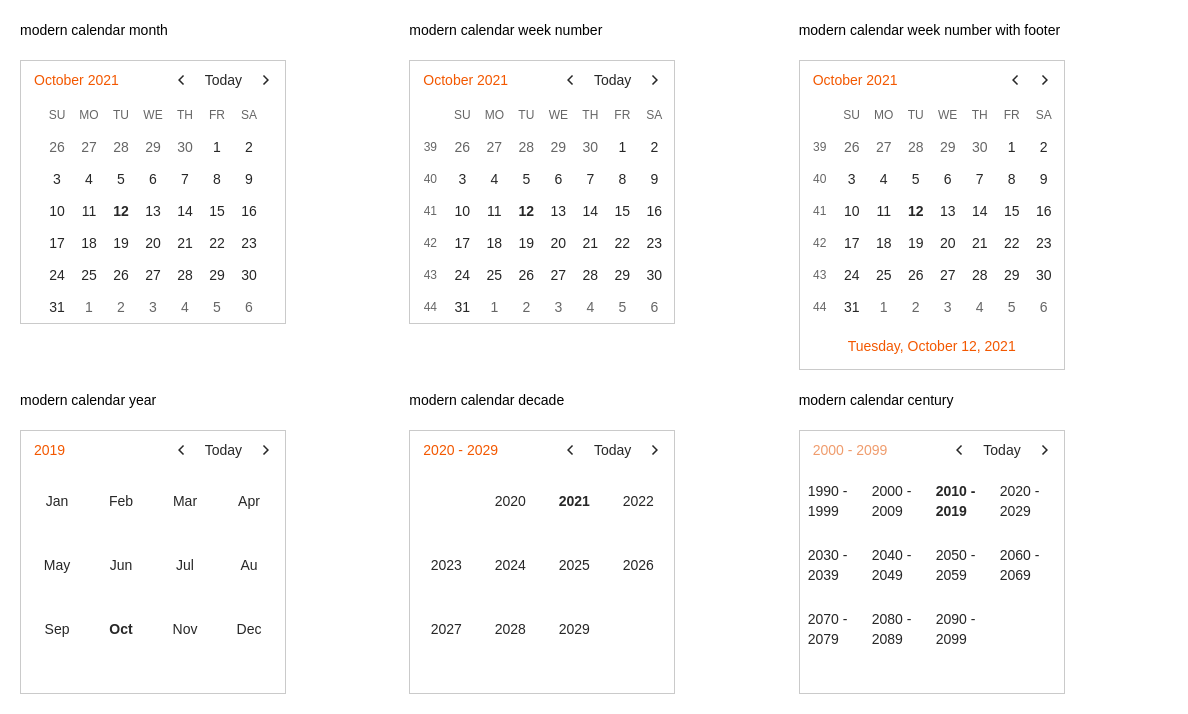 modern calendar month
October 2021 Today
SU MO TU WE TH FR SA
26 27 28 29 30 1 2
3 4 5 6 7 8 9
10 11 12 13 14 15 16
17 18 19 20 21 22 23
24 25 26 27 28 29 30
31 1 2 3 4 5 6
modern calendar week number
October 2021 Today
SU MO TU WE TH FR SA
39 26 27 28 29 30 1 2
40 3 4 5 6 7 8 9
41 10 11 12 13 14 15 16
42 17 18 19 20 21 22 23
43 24 25 26 27 28 29 30
44 31 1 2 3 4 5 6
modern calendar week number with footer
October 2021
SU MO TU WE TH FR SA
39 26 27 28 29 30 1 2
40 3 4 5 6 7 8 9
41 10 11 12 13 14 15 16
42 17 18 19 20 21 22 23
43 24 25 26 27 28 29 30
44 31 1 2 3 4 5 6
Tuesday, October 12, 2021
modern calendar year
2019 Today
Jan Feb Mar Apr
May Jun Jul Au
Sep Oct Nov Dec
modern calendar decade
2020 - 2029 Today
2020 2021 2022
2023 2024 2025 2026
2027 2028 2029
modern calendar century
2000 - 2099 Today
1990 - 2000 - 2010 - 2020 -
1999 2009 2019 2029
2030 - 2040 - 2050 - 2060 -
2039 2049 2059 2069
2070 - 2080 - 2090 -
2079 2089 2099